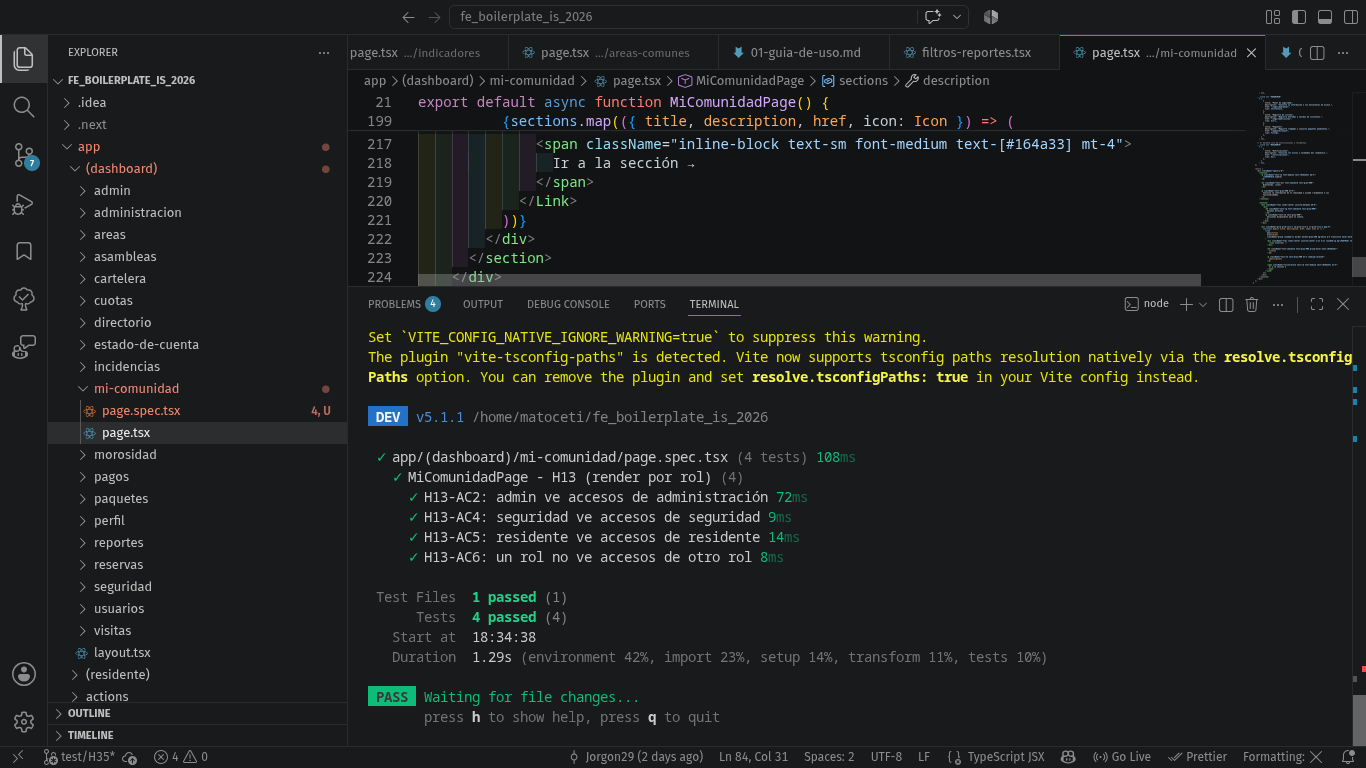 fe_boilerplate_is_2026
EXPLORER
FE_BOILERPLATE_IS_2026
.idea
.next
app
(dashboard)
admin
administracion
areas
asambleas
cartelera
cuotas
directorio
estado-de-cuenta
incidencias
mi-comunidad
page.spec.tsx 4, U
page.tsx
morosidad
pagos
paquetes
perfil
reportes
reservas
seguridad
usuarios
visitas
layout.tsx
(residente)
actions
OUTLINE
TIMELINE
7
page.tsx .../indicadores
page.tsx .../areas-comunes
01-guia-de-uso.md
filtros-reportes.tsx
page.tsx .../mi-comunidad
app > (dashboard) > mi-comunidad > page.tsx > MiComunidadPage > sections > description
21 export default async function MiComunidadPage() {
199 {sections.map(({ title, description, href, icon: Icon }) => (
217 <span className="inline-block text-sm font-medium text-[#164a33] mt-4">
218 Ir a la sección →
219 </span>
220 </Link>
221 ))}
222 </div>
223 </section>
224 </div>
PROBLEMS 4 OUTPUT DEBUG CONSOLE PORTS TERMINAL node
Set `VITE_CONFIG_NATIVE_IGNORE_WARNING=true` to suppress this warning.
The plugin "vite-tsconfig-paths" is detected. Vite now supports tsconfig paths resolution natively via the resolve.tsconfig
Paths option. You can remove the plugin and set resolve.tsconfigPaths: true in your Vite config instead.
DEV v5.1.1 /home/matoceti/fe_boilerplate_is_2026
✓ app/(dashboard)/mi-comunidad/page.spec.tsx (4 tests) 108ms
✓ MiComunidadPage - H13 (render por rol) (4)
✓ H13-AC2: admin ve accesos de administración 72ms
✓ H13-AC4: seguridad ve accesos de seguridad 9ms
✓ H13-AC5: residente ve accesos de residente 14ms
✓ H13-AC6: un rol no ve accesos de otro rol 8ms
Test Files 1 passed (1)
Tests 4 passed (4)
Start at 18:34:38
Duration 1.29s (environment 42%, import 23%, setup 14%, transform 11%, tests 10%)
PASS Waiting for file changes...
press h to show help, press q to quit
test/H35* 4 0 Jorgon29 (2 days ago) Ln 84, Col 31 Spaces: 2 UTF-8 LF TypeScript JSX Go Live Prettier Formatting: